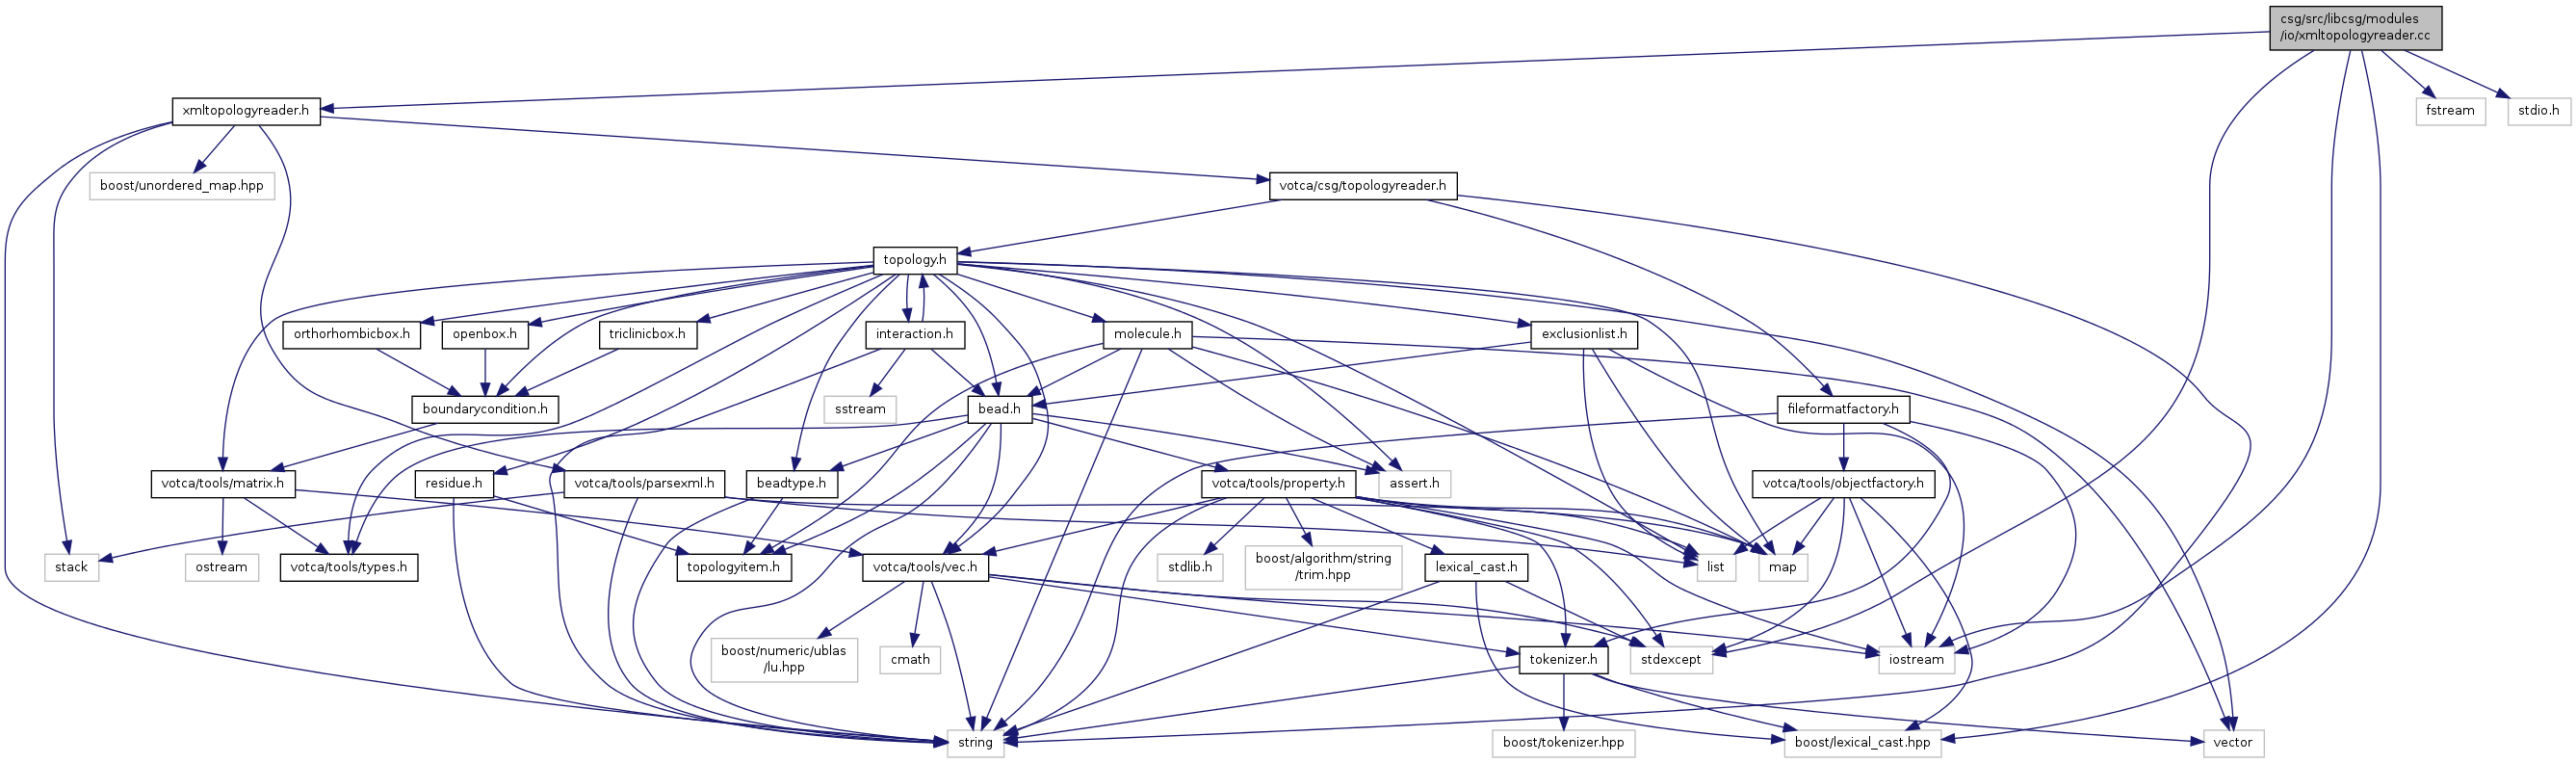 csg/src/libcsg/modules
/io/xmltopologyreader.cc
xmltopologyreader.h
fstream
stdio.h
boost/unordered_map.hpp
votca/csg/topologyreader.h
topology.h
orthorhombicbox.h
openbox.h
triclinicbox.h
interaction.h
molecule.h
exclusionlist.h
boundarycondition.h
sstream
bead.h
fileformatfactory.h
votca/tools/matrix.h
residue.h
votca/tools/parsexml.h
beadtype.h
votca/tools/property.h
assert.h
votca/tools/objectfactory.h
stack
ostream
votca/tools/types.h
topologyitem.h
votca/tools/vec.h
stdlib.h
boost/algorithm/string
/trim.hpp
lexical_cast.h
list
map
boost/numeric/ublas
/lu.hpp
cmath
tokenizer.h
stdexcept
iostream
string
boost/tokenizer.hpp
boost/lexical_cast.hpp
vector